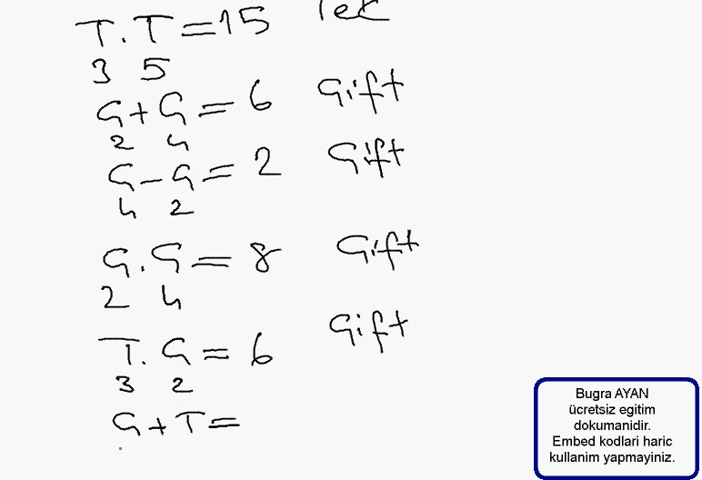 T.T=15 Tek
3 5
Ç+Ç=6 Çift
2 4
Ç-Ç=2 Çift
4 2
Ç.Ç=8 Çift
2 4
T.Ç=6 Çift
3 2
Ç+T=
Bugra AYAN
ücretsiz egitim
dokumanidir.
Embed kodlari haric
kullanim yapmayiniz.